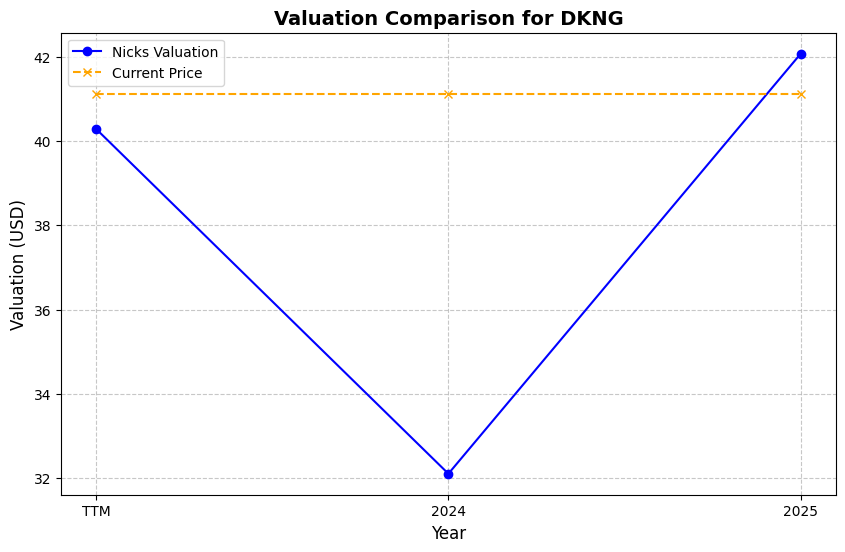 Valuation Comparison for DKNG
Nicks Valuation
Current Price
Valuation (USD)
42
40
38
36
34
32
TTM
2024
2025
Year